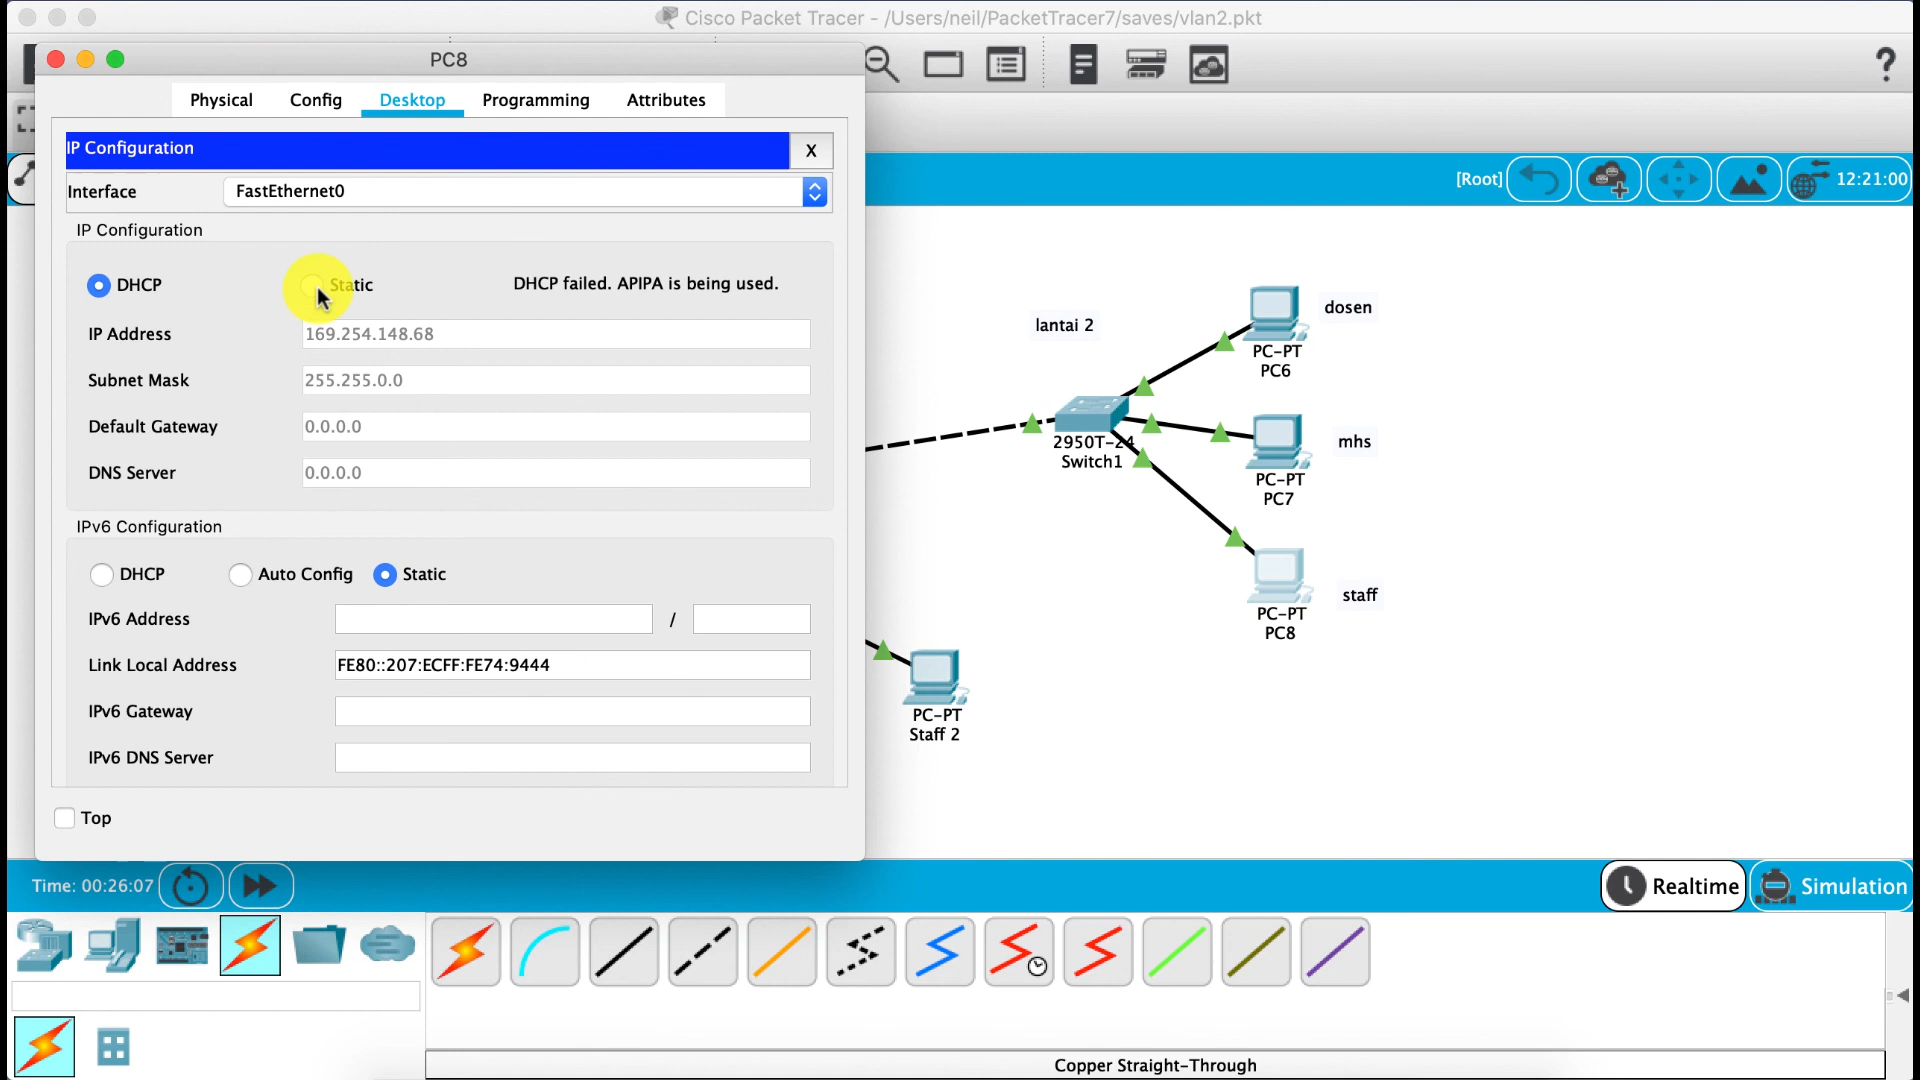 Cisco Packet Tracer - /Users/neil/PacketTracer7/saves/vlan2.pkt
PC8
?
Physical Config Desktop Programming Attributes
IP Configuration X
Interface FastEthernet0
[Root] 12:21:00
IP Configuration
DHCP Static DHCP failed. APIPA is being used.
IP Address 169.254.148.68
Subnet Mask 255.255.0.0
Default Gateway 0.0.0.0
DNS Server 0.0.0.0
IPv6 Configuration
DHCP Auto Config Static
IPv6 Address /
Link Local Address FE80::207:ECFF:FE74:9444
IPv6 Gateway
IPv6 DNS Server
Top
lantai 2
dosen
PC-PT
PC6
2950T-24
Switch1
mhs
PC-PT
PC7
staff
PC-PT
PC8
PC-PT
Staff 2
Time: 00:26:07
Realtime
Simulation
Copper Straight-Through